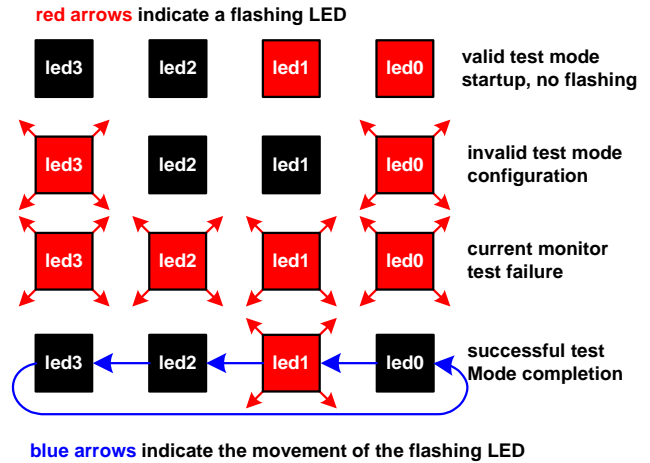 red arrows indicate a flashing LED
led3 led2 led1 led0 valid test mode
startup, no flashing
led3 led2 led1 led0 invalid test mode
configuration
led3 led2 led1 led0 current monitor
test failure
led3 led2 led1 led0 successful test
Mode completion
blue arrows indicate the movement of the flashing LED